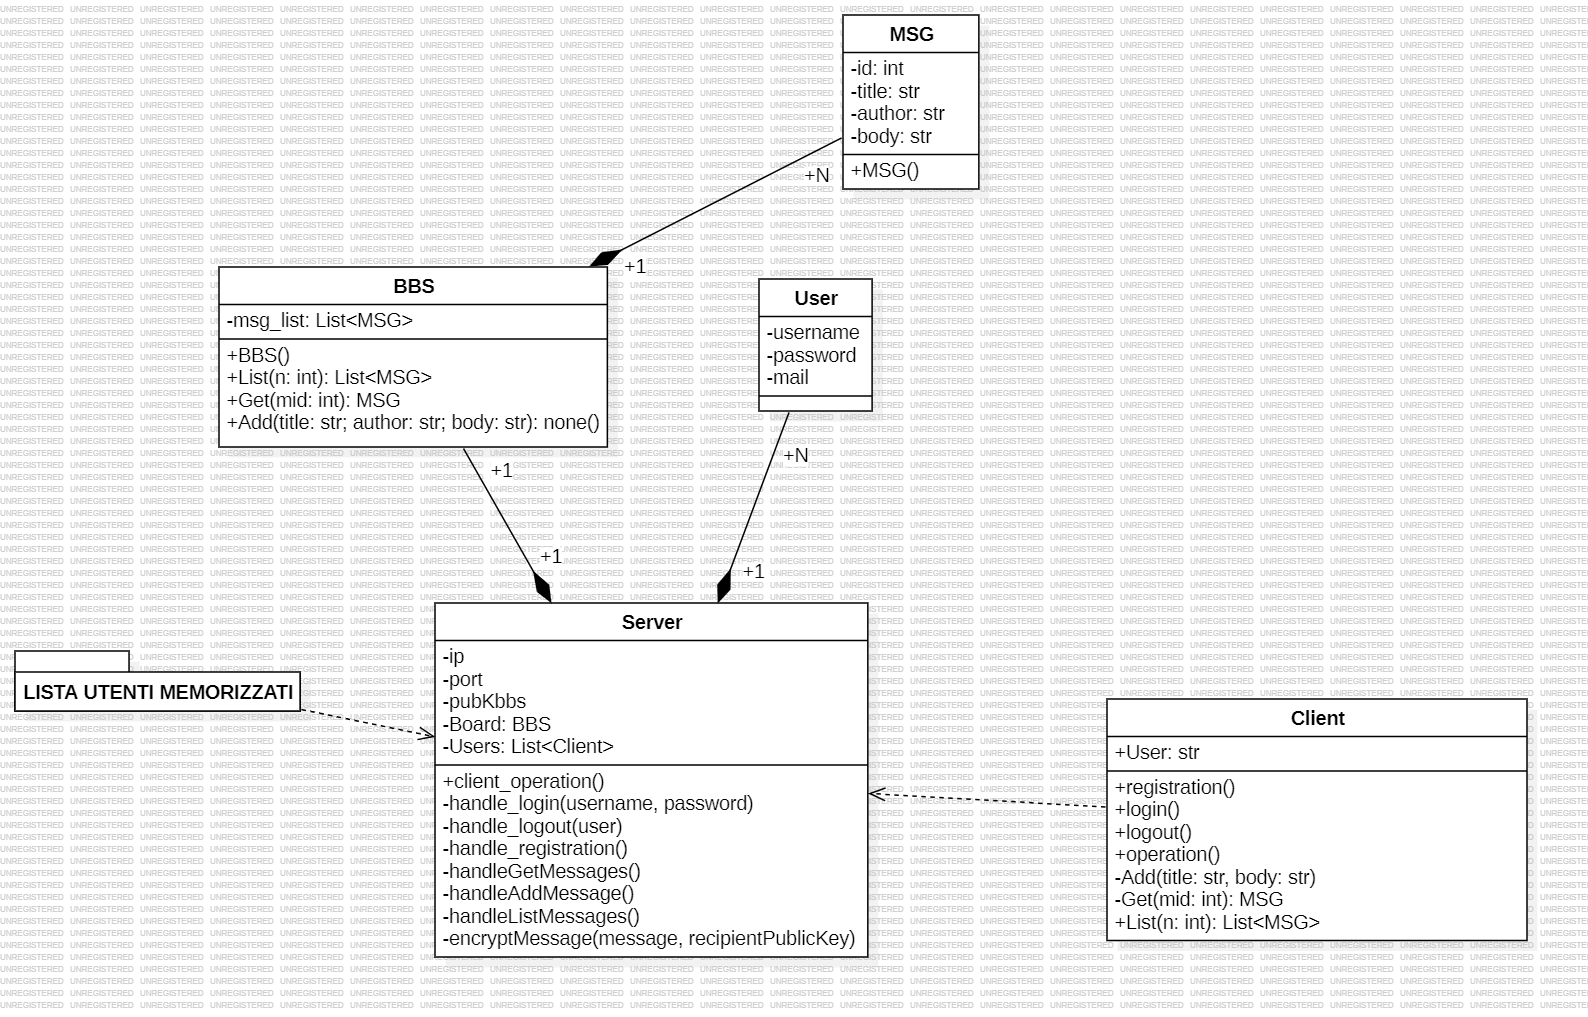 MSG
-id: int
-title: str
-author: str
-body: str
+MSG()
+N
+1
BBS
-msg_list: List<MSG>
+BBS()
+List(n: int): List<MSG>
+Get(mid: int): MSG
+Add(title: str; author: str; body: str): none()
User
-username
-password
-mail
+1
+N
+1
+1
Server
-ip
-port
-pubKbbs
-Board: BBS
-Users: List<Client>
+client_operation()
-handle_login(username, password)
-handle_logout(user)
-handle_registration()
-handleGetMessages()
-handleAddMessage()
-handleListMessages()
-encryptMessage(message, recipientPublicKey)
LISTA UTENTI MEMORIZZATI
Client
+User: str
+registration()
+login()
+logout()
+operation()
-Add(title: str, body: str)
-Get(mid: int): MSG
+List(n: int): List<MSG>
UNREGISTERED